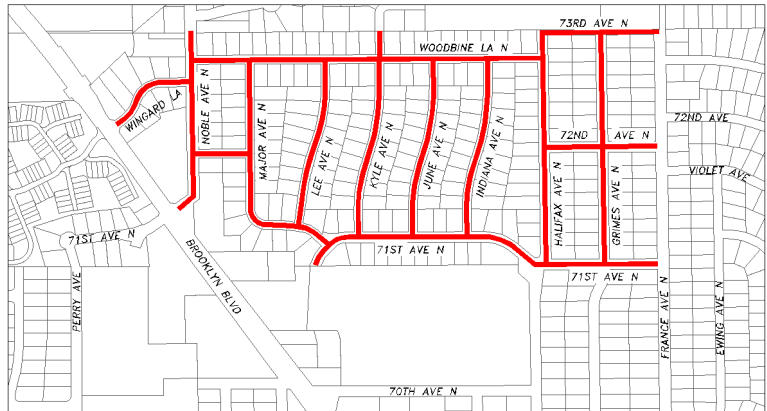 73RD AVE N
WOODBINE LA N
WINGARD LA
NOBLE AVE N
MAJOR AVE N
LEE AVE N
KYLE AVE N
JUNE AVE N
INDIANA AVE N
72ND AVE N
72ND AVE
VIOLET AVE
HALIFAX AVE N
GRIMES AVE N
71ST AVE N
BROOKLYN BLVD
71ST AVE N
71ST AVE N
PERRY AVE
FRANCE AVE N
EWING AVE N
70TH AVE N